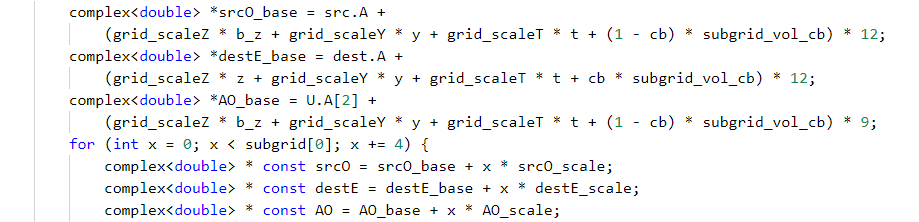 complex<double> *srcO_base = src.A +
(grid_scaleZ * b_z + grid_scaleY * y + grid_scaleT * t + (1 - cb) * subgrid_vol_cb) * 12;
complex<double> *destE_base = dest.A +
(grid_scaleZ * z + grid_scaleY * y + grid_scaleT * t + cb * subgrid_vol_cb) * 12;
complex<double> *AO_base = U.A[2] +
(grid_scaleZ * b_z + grid_scaleY * y + grid_scaleT * t + (1 - cb) * subgrid_vol_cb) * 9;
for (int x = 0; x < subgrid[0]; x += 4) {
complex<double> * const srcO = srcO_base + x * srcO_scale;
complex<double> * const destE = destE_base + x * destE_scale;
complex<double> * const AO = AO_base + x * AO_scale;